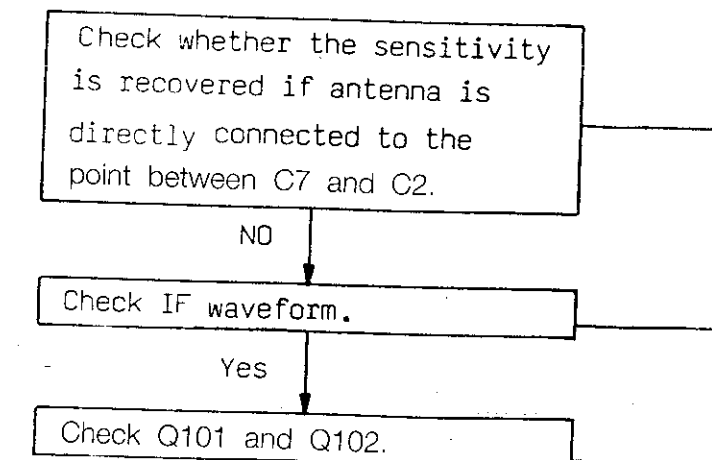 Check whether the sensitivity
is recovered if antenna is
directly connected to the
point between C7 and C2.
NO
Check IF waveform.
Yes
Check Q101 and Q102.